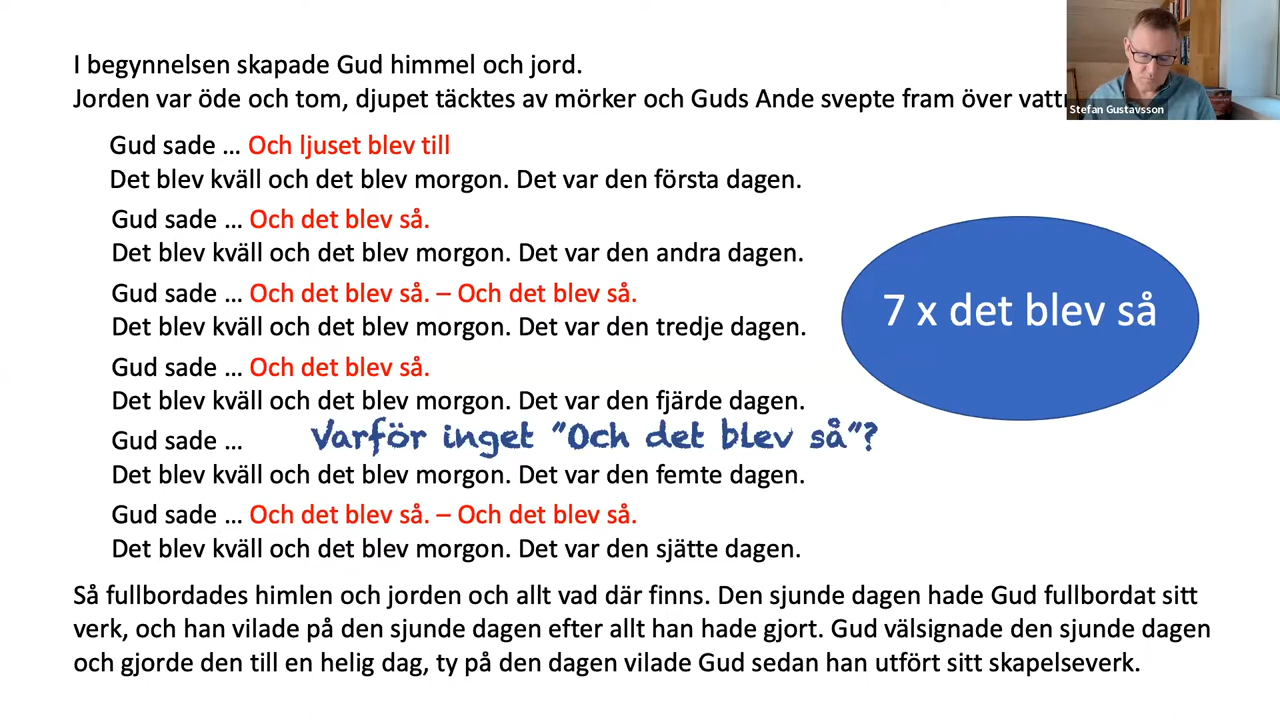 I begynnelsen skapade Gud himmel och jord.
Jorden var öde och tom, djupet täcktes av mörker och Guds Ande svepte fram över
Stefan Gustavsson
Gud sade … Och ljuset blev till
Det blev kväll och det blev morgon. Det var den första dagen.
Gud sade … Och det blev så.
Det blev kväll och det blev morgon. Det var den andra dagen.
Gud sade … Och det blev så. – Och det blev så.
Det blev kväll och det blev morgon. Det var den tredje dagen.
7 x det blev så
Gud sade … Och det blev så.
Det blev kväll och det blev morgon. Det var den fjärde dagen.
Gud sade … Varför inget ”Och det blev så”?
Det blev kväll och det blev morgon. Det var den femte dagen.
Gud sade … Och det blev så. – Och det blev så.
Det blev kväll och det blev morgon. Det var den sjätte dagen.
Så fullbordades himlen och jorden och allt vad där finns. Den sjunde dagen hade Gud fullbordat sitt
verk, och han vilade på den sjunde dagen efter allt han hade gjort. Gud välsignade den sjunde dagen
och gjorde den till en helig dag, ty på den dagen vilade Gud sedan han utfört sitt skapelseverk.